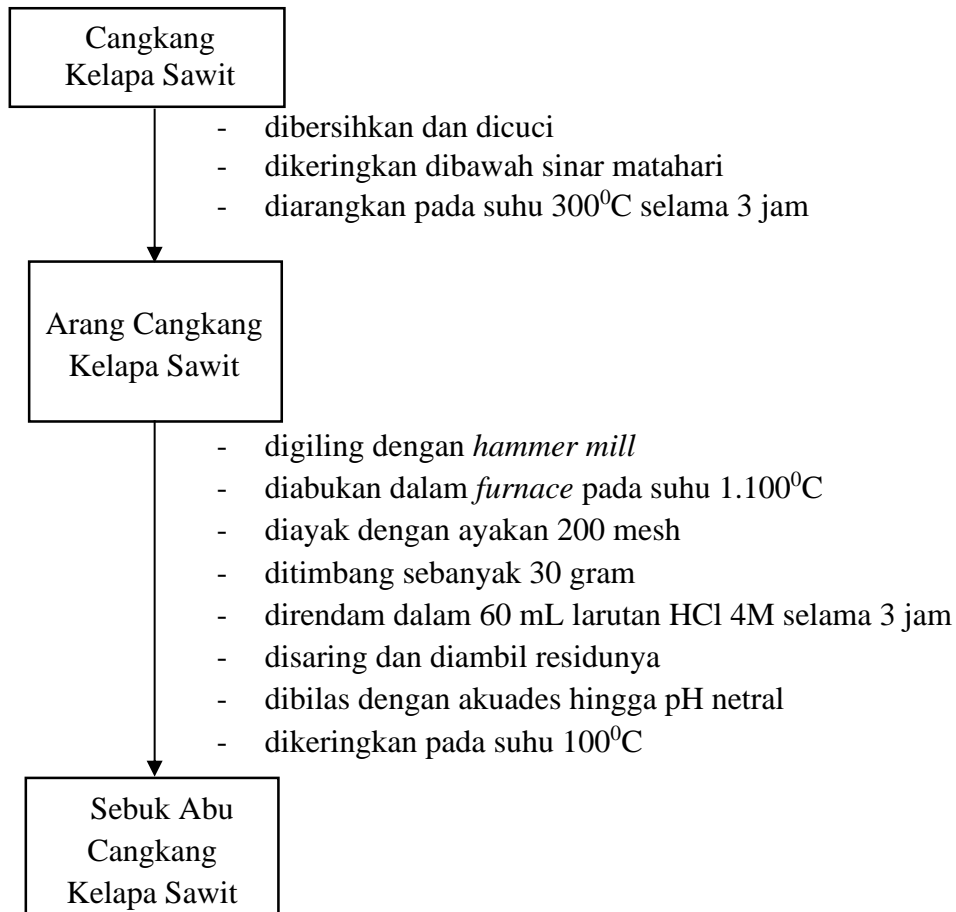 Cangkang
Kelapa Sawit
- dibersihkan dan dicuci
- dikeringkan dibawah sinar matahari
- diarangkan pada suhu 300⁰C selama 3 jam
Arang Cangkang
Kelapa Sawit
- digiling dengan hammer mill
- diabukan dalam furnace pada suhu 1.100⁰C
- diayak dengan ayakan 200 mesh
- ditimbang sebanyak 30 gram
- direndam dalam 60 mL larutan HCl 4M selama 3 jam
- disaring dan diambil residunya
- dibilas dengan akuades hingga pH netral
- dikeringkan pada suhu 100⁰C
Sebuk Abu
Cangkang
Kelapa Sawit